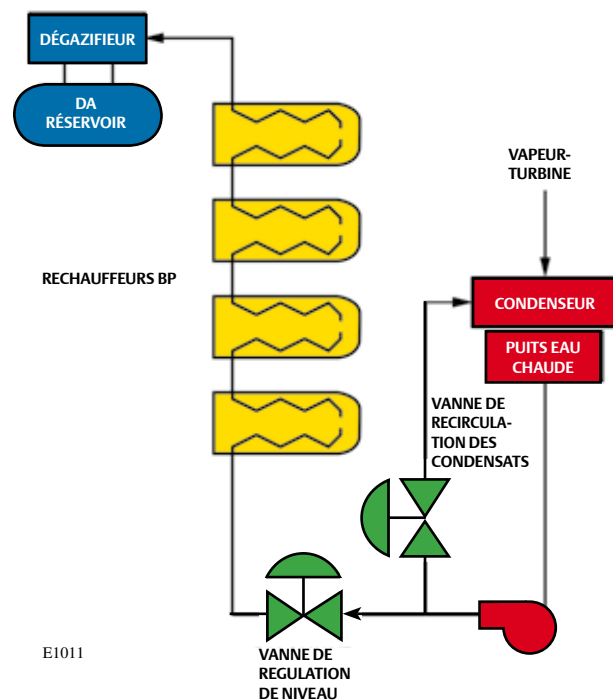 DÉGAZIFIEUR
DA
RÉSERVOIR
VAPEUR-
TURBINE
RECHAUFFEURS BP
CONDENSEUR
PUITS EAU
CHAUDE
VANNE DE
RECIRCULA-
TION DES
CONDENSATS
E1011
VANNE DE
REGULATION
DE NIVEAU